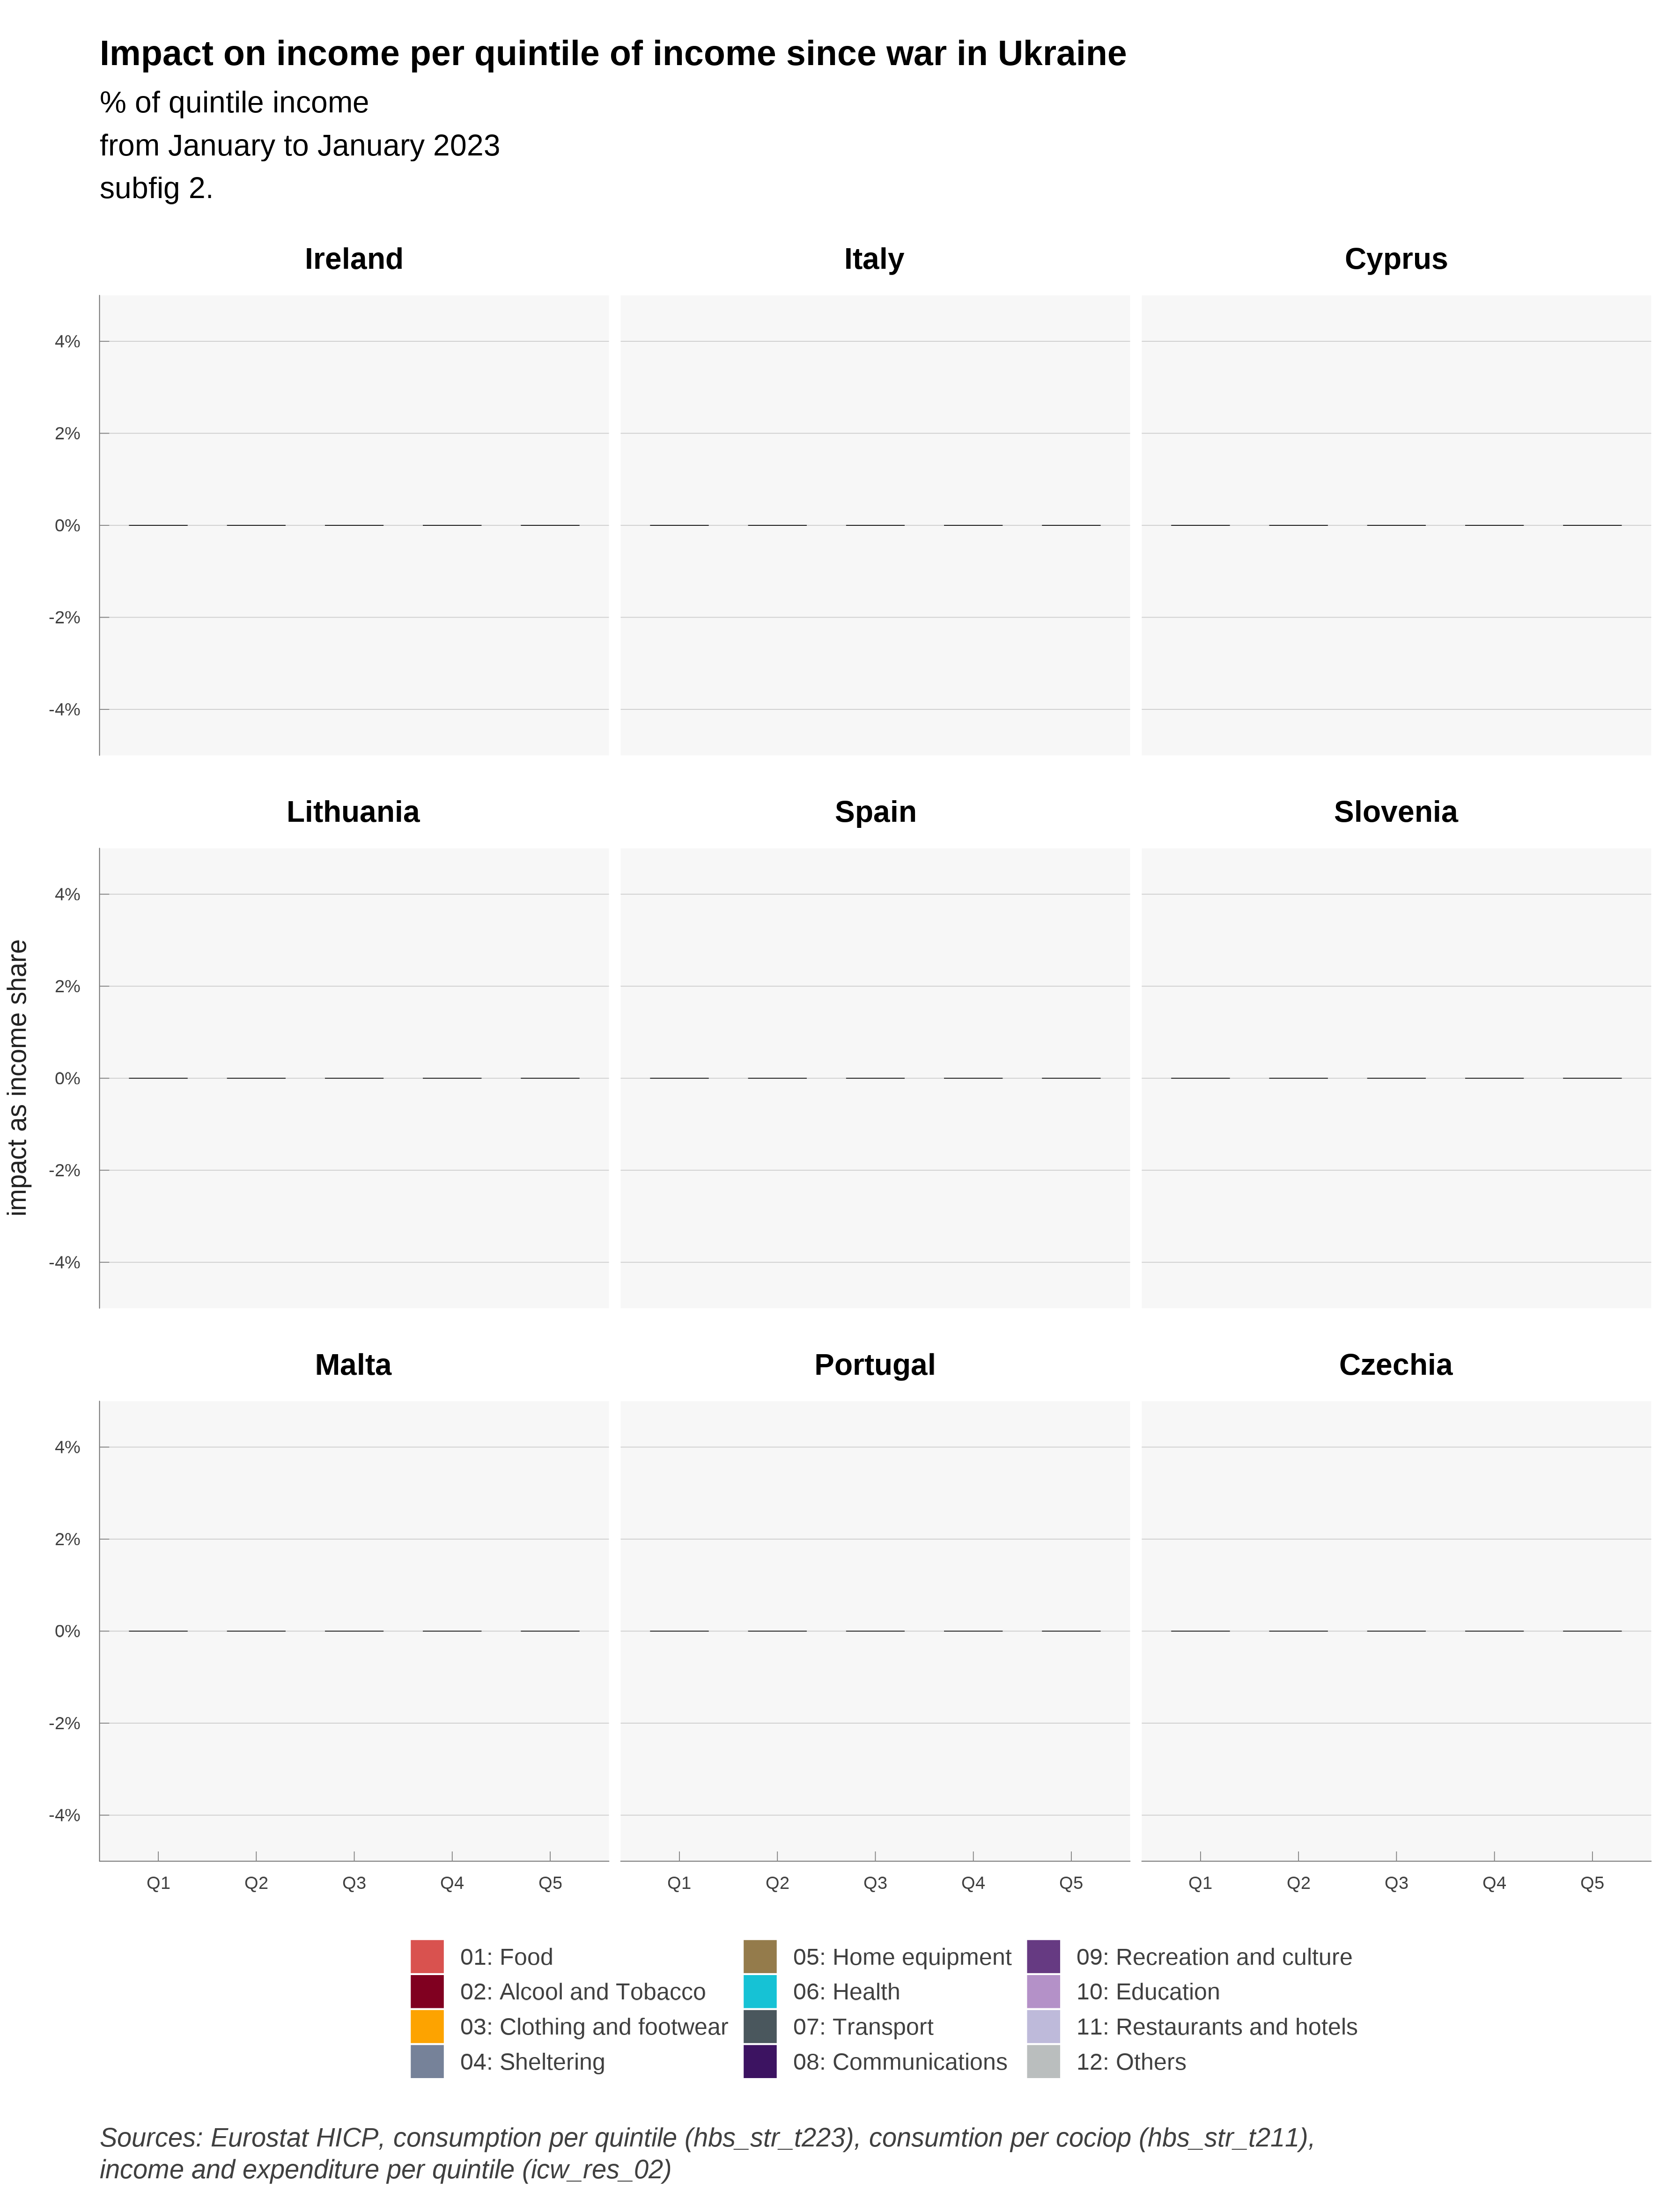 Impact on income per quintile of income since war in Ukraine
% of quintile income
from January to January 2023
subfig 2.
Ireland
Italy
Cyprus
4%
2%
0%
-2%
-4%
Lithuania
Spain
Slovenia
impact as income share
4%
2%
0%
-2%
-4%
Malta
Portugal
Czechia
4%
2%
0%
-2%
-4%
Q1 Q2 Q3 Q4 Q5
Q1 Q2 Q3 Q4 Q5
Q1 Q2 Q3 Q4 Q5
01: Food
02: Alcool and Tobacco
03: Clothing and footwear
04: Sheltering
05: Home equipment
06: Health
07: Transport
08: Communications
09: Recreation and culture
10: Education
11: Restaurants and hotels
12: Others
Sources: Eurostat HICP, consumption per quintile (hbs_str_t223), consumtion per cociop (hbs_str_t211),
income and expenditure per quintile (icw_res_02)